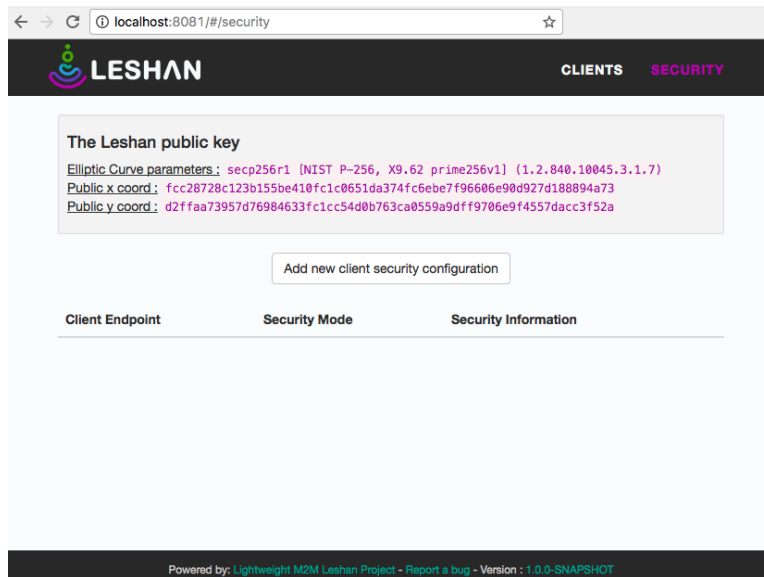 localhost:8081/#/security
LESHΛN
CLIENTS SECURITY
The Leshan public key
Elliptic Curve parameters : secp256r1 [NIST P-256, X9.62 prime256v1] (1.2.840.10045.3.1.7)
Public x coord : fcc28728c123b155be410fc1c0651da374fc6ebe7f96606e90d927d188894a73
Public y coord : d2ffaa73957d76984633fc1cc54d0b763ca0559a9dff9706e9f4557dacc3f52a
Add new client security configuration
Client Endpoint Security Mode Security Information
Powered by: Lightweight M2M Leshan Project - Report a bug - Version : 1.0.0-SNAPSHOT